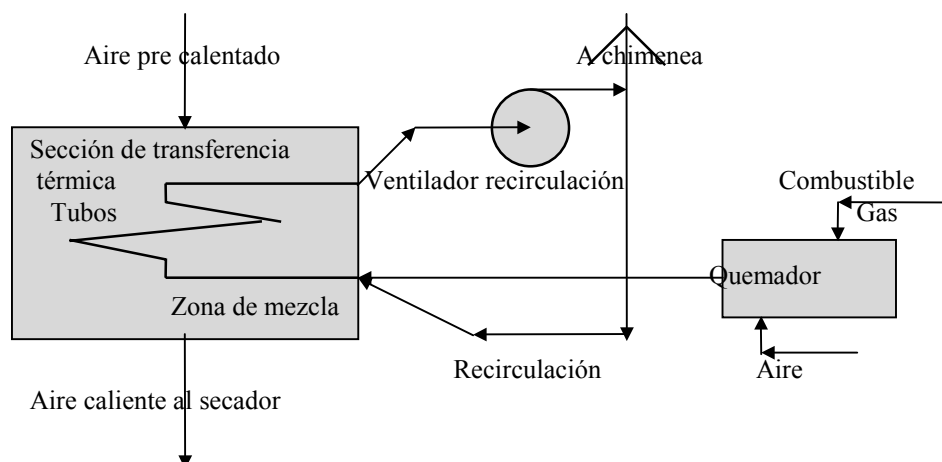 Aire pre calentado
A chimenea
Sección de transferencia
térmica
Tubos
Ventilador recirculación
Combustible
Gas
Quemador
Zona de mezcla
Recirculación
Aire
Aire caliente al secador